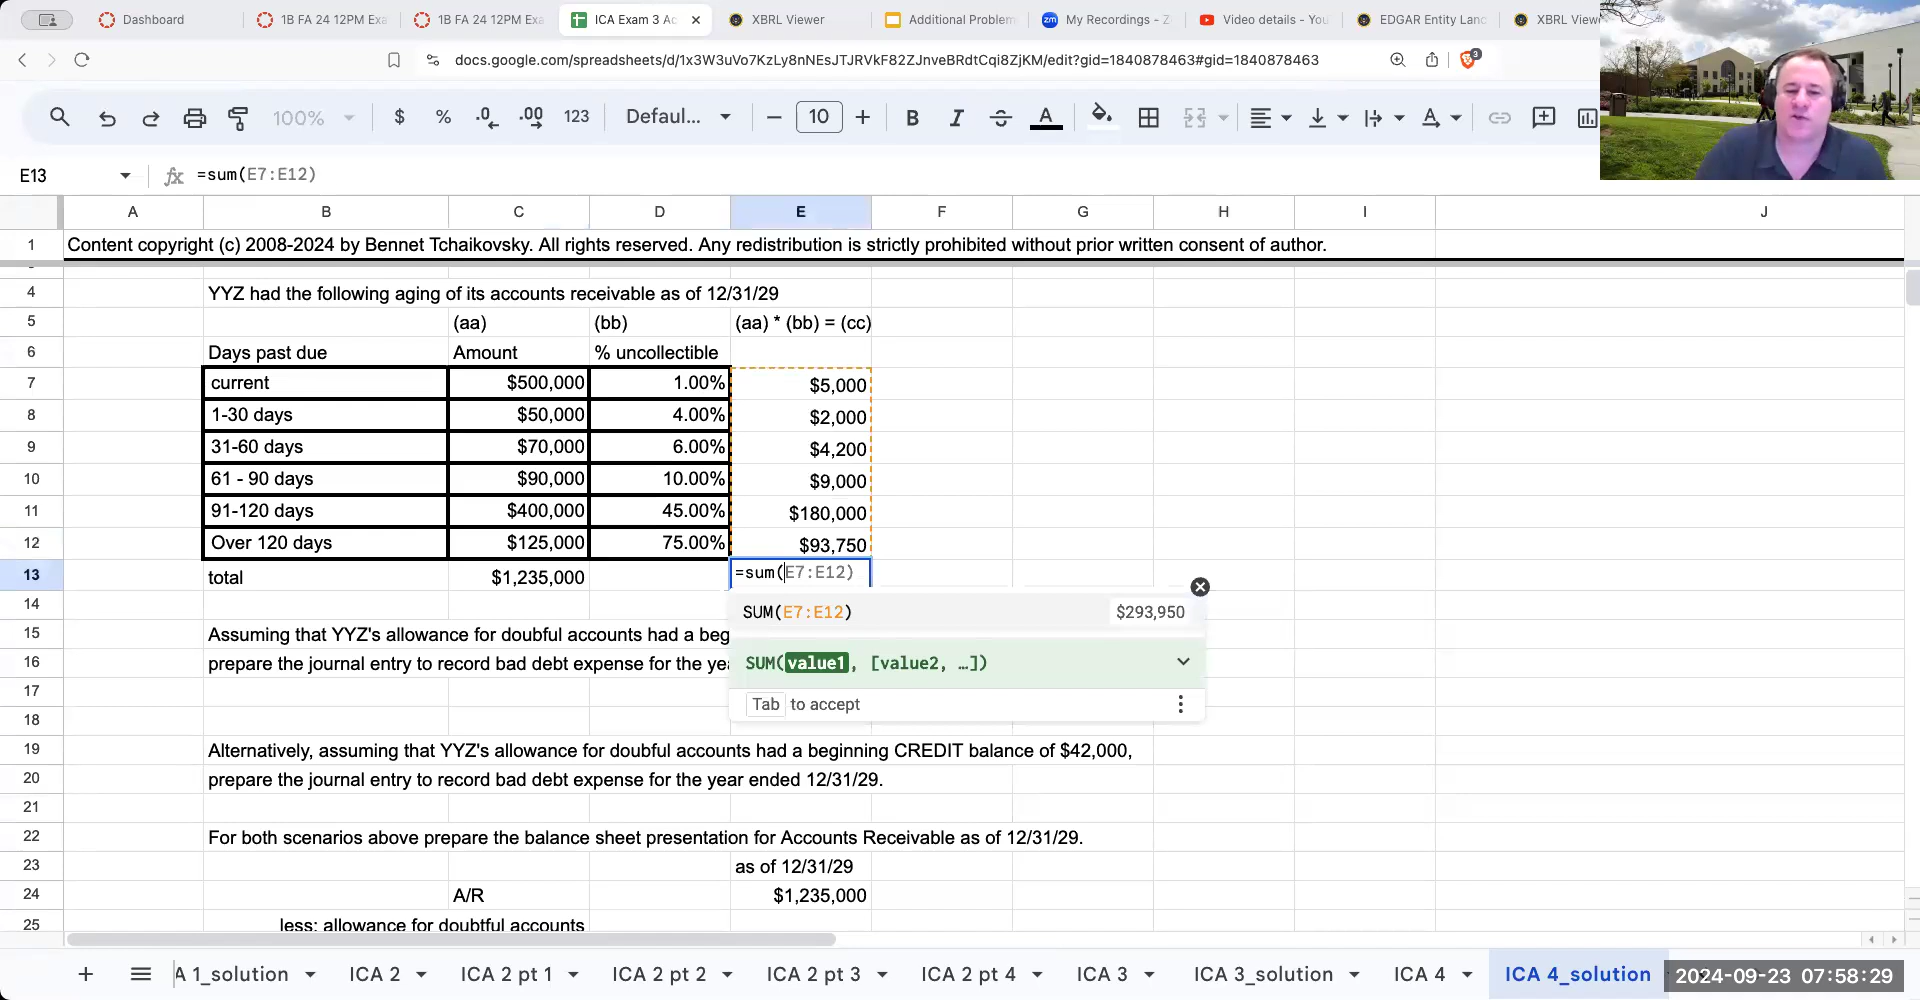 Dashboard
1B FA 24 12PM Exa
1B FA 24 12PM Exa
ICA Exam 3 Ac
XBRL Viewer
Additional Problem
zm My Recordings - Z
Video details - You
EDGAR Entity Lanc
XBRL View
docs.google.com/spreadsheets/d/1x3W3uVo7KzLy8nNEsJTJRVkF82ZJnveBRdtCqi8ZjKM/edit?gid=1840878463#gid=1840878463
3
100% $ % .0 .00 123 Defaul... 10 B I A
E13 fx =sum(E7:E12)
A B C D E F G H I J
1 Content copyright (c) 2008-2024 by Bennet Tchaikovsky. All rights reserved. Any redistribution is strictly prohibited without prior written consent of author.
4 YYZ had the following aging of its accounts receivable as of 12/31/29
5 (aa) (bb) (aa) * (bb) = (cc)
6 Days past due Amount % uncollectible
7 current $500,000 1.00% $5,000
8 1-30 days $50,000 4.00% $2,000
9 31-60 days $70,000 6.00% $4,200
10 61 - 90 days $90,000 10.00% $9,000
11 91-120 days $400,000 45.00% $180,000
12 Over 120 days $125,000 75.00% $93,750
13 total $1,235,000 =sum(E7:E12)
14
SUM(E7:E12) $293,950
15 Assuming that YYZ's allowance for doubful accounts had a beg
16 prepare the journal entry to record bad debt expense for the yea
SUM(value1, [value2, …])
17
Tab to accept
18
19 Alternatively, assuming that YYZ's allowance for doubful accounts had a beginning CREDIT balance of $42,000,
20 prepare the journal entry to record bad debt expense for the year ended 12/31/29.
21
22 For both scenarios above prepare the balance sheet presentation for Accounts Receivable as of 12/31/29.
23 as of 12/31/29
24 A/R $1,235,000
25 less: allowance for doubtful accounts
A 1_solution ICA 2 ICA 2 pt 1 ICA 2 pt 2 ICA 2 pt 3 ICA 2 pt 4 ICA 3 ICA 3_solution ICA 4 ICA 4_solution
2024-09-23 07:58:29